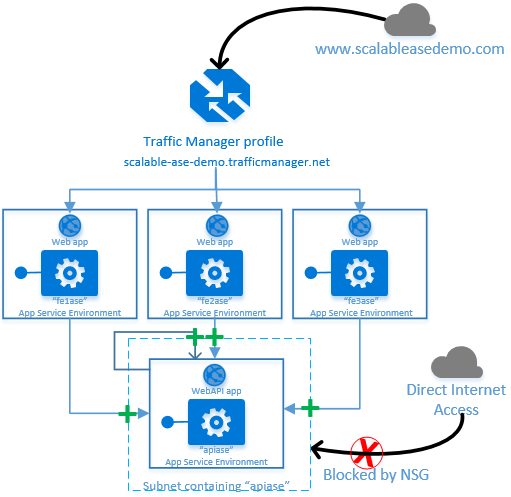 www.scalableasedemo.com
Traffic Manager profile
scalable-ase-demo.trafficmanager.net
Web app
"fe1ase"
App Service Environment
Web app
"fe2ase"
App Service Environment
Web app
"fe3ase"
App Service Environment
WebAPI app
"apiase"
App Service Environment
Subnet containing "apiase"
Direct Internet
Access
X
Blocked by NSG